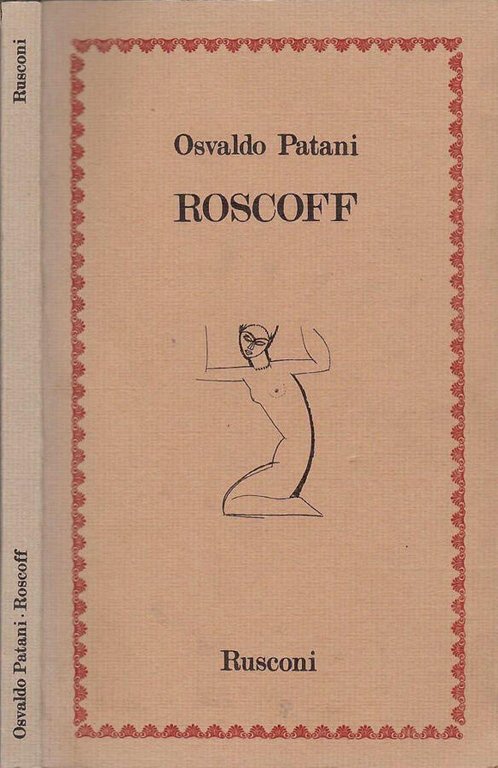 Rusconi
Osvaldo Patani · Roscoff
Osvaldo Patani
ROSCOFF
Rusconi